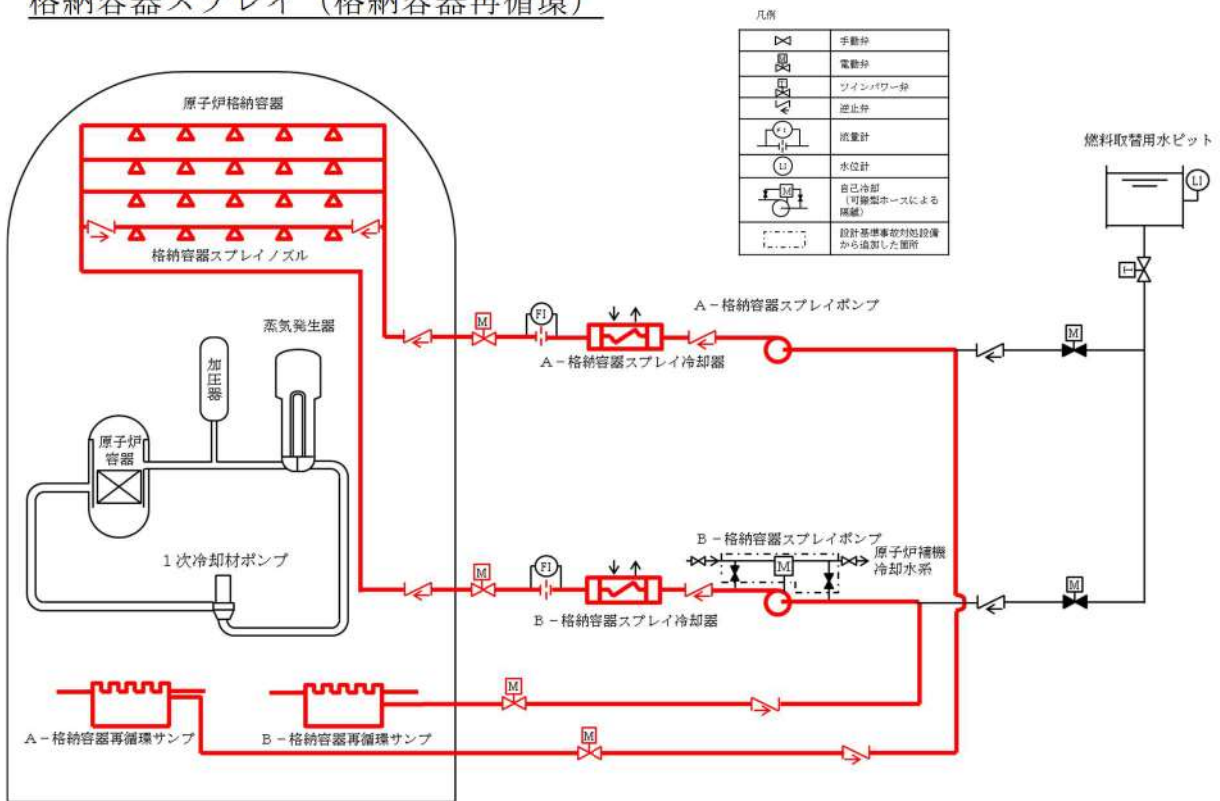 格納容器スプレイ（格納容器再循環）
凡例
手動弁
M
電動弁
T
ツインパワー弁
逆止弁
FI
流量計
LI
水位計
M
自己冷却
（可搬型ホースによる
隔離）
設計基準事故対処設備
から追加した箇所
燃料取替用水ピット
LI
T
原子炉格納容器
格納容器スプレイノズル
A－格納容器スプレイポンプ
M
FI
A－格納容器スプレイ冷却器
M
蒸気発生器
加圧器
原子炉
容器
1次冷却材ポンプ
B－格納容器スプレイポンプ
原子炉補機
冷却水系
M
M
FI
B－格納容器スプレイ冷却器
M
M
A－格納容器再循環サンプ
B－格納容器再循環サンプ
M